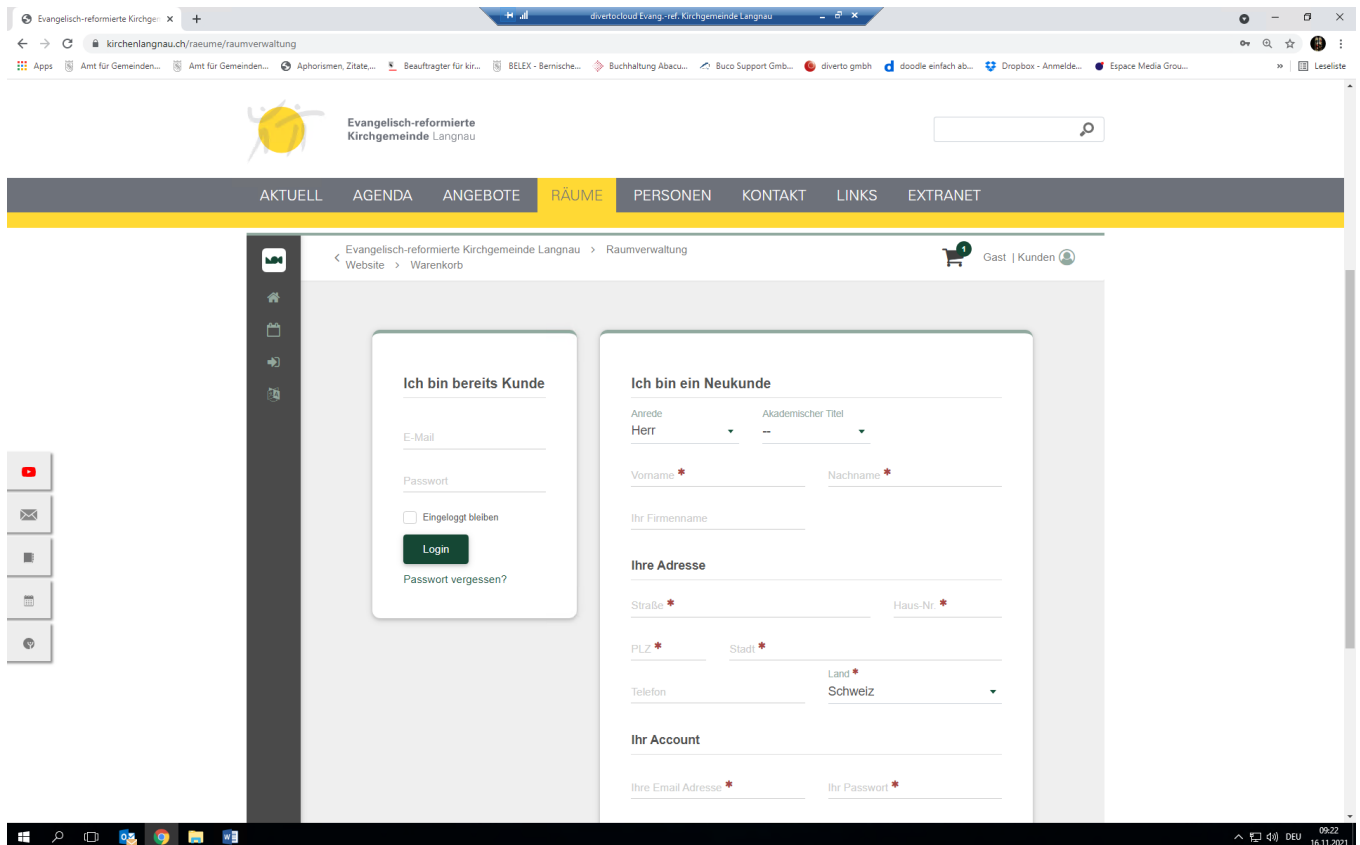 Evangelisch-reformierte Kirchge
divertocloud Evang.-ref. Kirchgemeinde Langnau
kirchenlangnau.ch/raeume/raumverwaltung
Apps Amt für Gemeinden... Amt für Gemeinden... Aphorismen, Zitate,... Beauftragter für kir... BELEX - Bernische... Buchhaltung Abacu... Buco Support Gmb... diverto gmbh doodle einfach ab... Dropbox - Anmelde... Espace Media Grou... » Leseliste
Evangelisch-reformierte
Kirchgemeinde Langnau
AKTUELL AGENDA ANGEBOTE RÄUME PERSONEN KONTAKT LINKS EXTRANET
Evangelisch-reformierte Kirchgemeinde Langnau > Raumverwaltung
Website > Warenkorb
1
Gast | Kunden
Ich bin bereits Kunde
E-Mail
Passwort
Eingeloggt bleiben
Login
Passwort vergessen?
Ich bin ein Neukunde
Anrede Akademischer Titel
Herr --
Vorname * Nachname *
Ihr Firmenname
Ihre Adresse
Straße * Haus-Nr. *
PLZ * Stadt *
Land *
Telefon Schweiz
Ihr Account
Ihre Email Adresse * Ihr Passwort *
DEU 09:22
16.11.2021